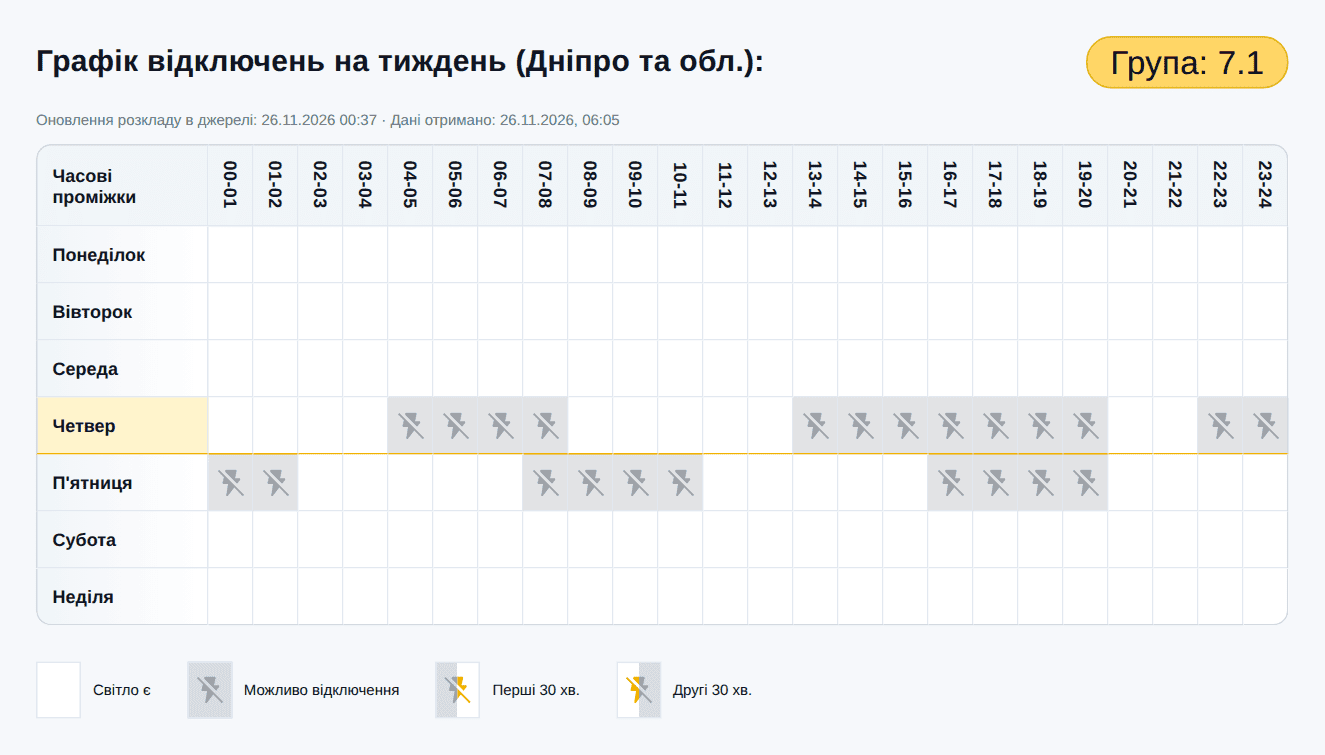 Графік відключень на тиждень (Дніпро та обл.):
Група: 7.1
Оновлення розкладу в джерелі: 26.11.2026 00:37 · Дані отримано: 26.11.2026, 06:05
Часові
проміжки
00-01
01-02
02-03
03-04
04-05
05-06
06-07
07-08
08-09
09-10
10-11
11-12
12-13
13-14
14-15
15-16
16-17
17-18
18-19
19-20
20-21
21-22
22-23
23-24
Понеділок
Вівторок
Середа
Четвер
П'ятниця
Субота
Неділя
Світло є
Можливо відключення
Перші 30 хв.
Другі 30 хв.